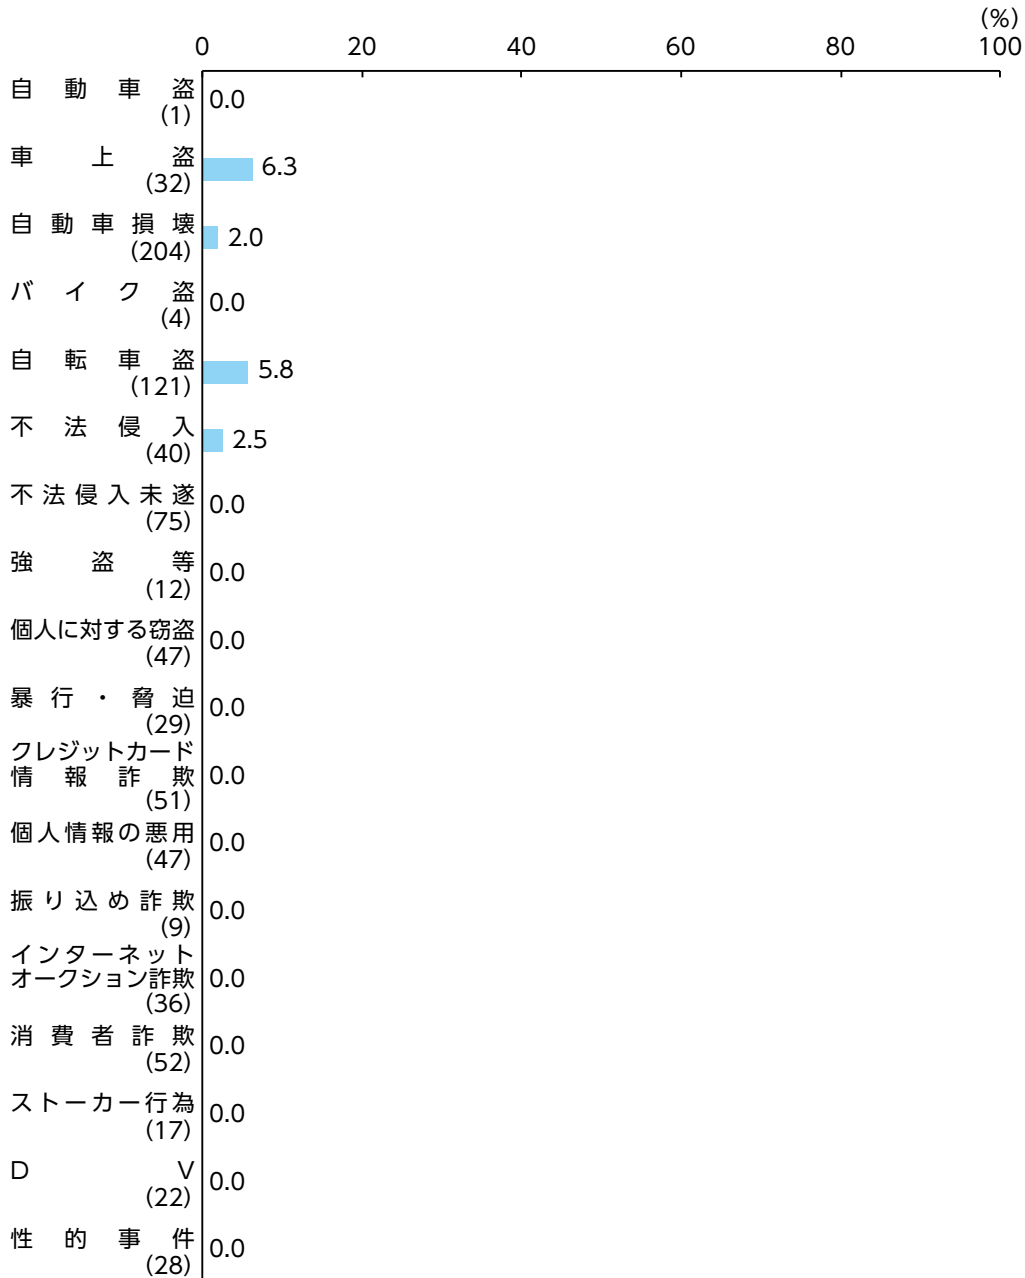 (%)
0 20 40 60 80 100
自動車盗
(1)
0.0
車上盗
(32)
6.3
自動車損壊
(204)
2.0
バイク盗
(4)
0.0
自転車盗
(121)
5.8
不法侵入
(40)
2.5
不法侵入未遂
(75)
0.0
強盗等
(12)
0.0
個人に対する窃盗
(47)
0.0
暴行・脅迫
(29)
0.0
クレジットカード
情報詐欺
(51)
0.0
個人情報の悪用
(47)
0.0
振り込め詐欺
(9)
0.0
インターネット
オークション詐欺
(36)
0.0
消費者詐欺
(52)
0.0
ストーカー行為
(17)
0.0
DV
(22)
0.0
性的事件
(28)
0.0